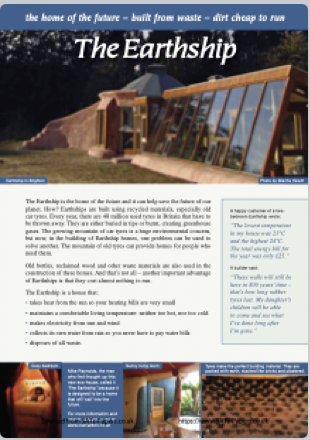 the home of the future – built from waste – dirt cheap to run
The Earthship
Earthship in Brighton
The Earthship is the home of the future and it can help save the future of our
planet. How? Earthships are built using recycled materials, especially old
car tyres. Every year, there are 40 million used tyres in Britain that have to
be thrown away. They are either buried in tips or burnt, creating greenhouse
gases. The growing mountain of car tyres is a huge environmental concern,
but now, in the building of Earthship homes, one problem can be used to
solve another. The mountain of old tyres can provide homes for people who
need them.
Old bottles, reclaimed wood and other waste materials are also used in the
construction of these homes. And that's not all – another important advantage
of Earthships is that they cost almost nothing to run.
The Earthship is a house that:
• takes heat from the sun so your heating bills are very small
• maintains a comfortable living temperature: neither too hot, nor too cold
• makes electricity from sun and wind
• collects its own water from rain so you never have to pay water bills
• disposes of all waste.
A happy customer of a two-
bedroom Earthship wrote:
"The lowest temperature
in my house was 21°C
and the highest 24°C.
The total energy bill for
the year was only £25."
A builder said:
"These walls will still be
here in 800 years' time –
that's how long rubber
tyres last. My daughter's
children will be able
to come and see what
I've done long after
I'm gone."
Mike Reynolds, the man
who first thought up this
new eco-house, called it
'The Earthship' because it
is designed to be a home
that will 'sail' into the
future.
For more information and
Tyres make the perfect building material. They are
packed with earth, stacked like bricks and plastered.